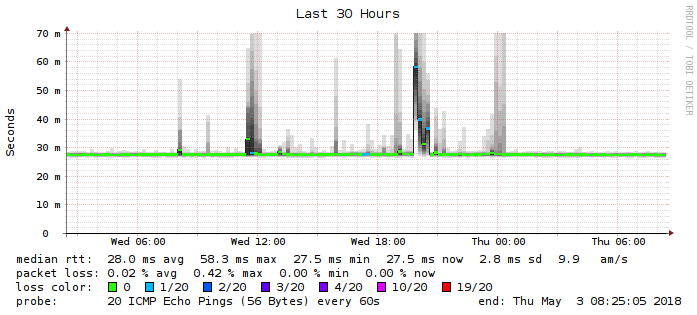 Last 30 Hours
RRDTOOL / TOBI OETIKER
Seconds
70 m
60 m
50 m
40 m
30 m
20 m
10 m
0
Wed 06:00 Wed 12:00 Wed 18:00 Thu 00:00 Thu 06:00
median rtt: 28.0 ms avg 58.3 ms max 27.5 ms min 27.5 ms now 2.8 ms sd 9.9 am/s
packet loss: 0.02 % avg 0.42 % max 0.00 % min 0.00 % now
loss color: 0 1/20 2/20 3/20 4/20 10/20 19/20
probe: 20 ICMP Echo Pings (56 Bytes) every 60s end: Thu May 3 08:25:05 2018